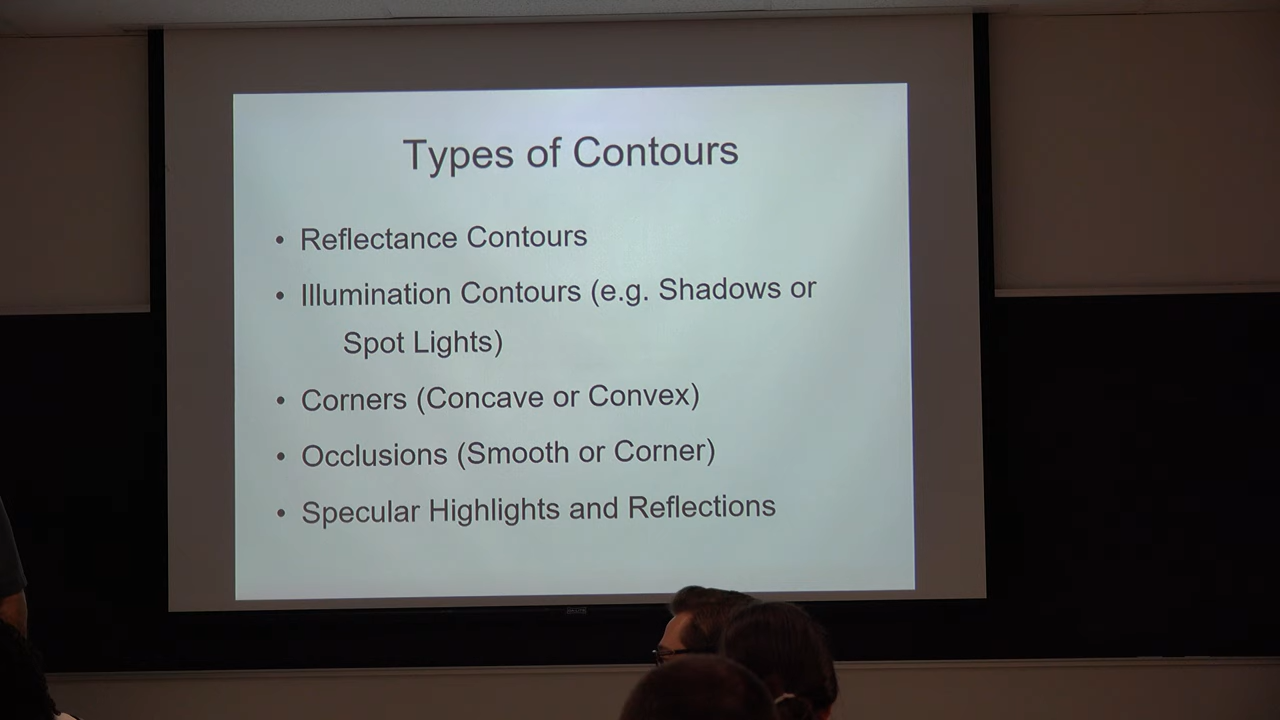 Types of Contours
• Reflectance Contours
• Illumination Contours (e.g. Shadows or
Spot Lights)
• Corners (Concave or Convex)
• Occlusions (Smooth or Corner)
• Specular Highlights and Reflections